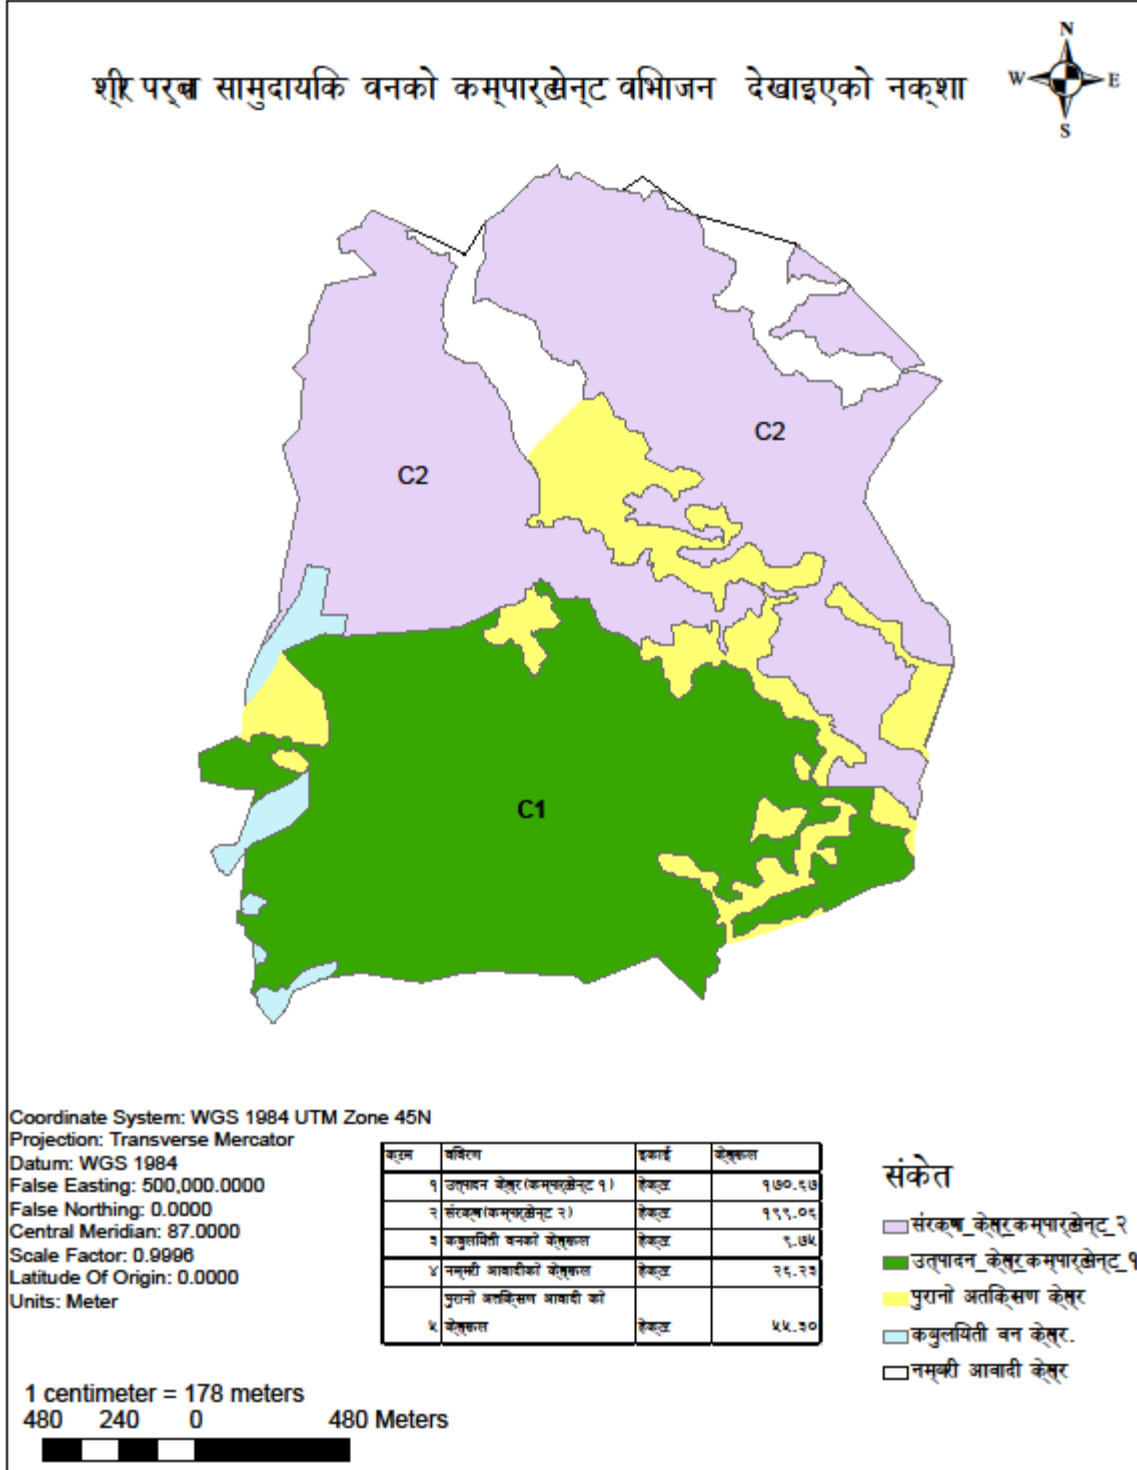 N
W E
S
श्री पर्वत सामुदायिक वनको कम्पार्टमेन्ट विभाजन देखाइएको नक्शा
C2
C2
C1
Coordinate System: WGS 1984 UTM Zone 45N
Projection: Transverse Mercator
Datum: WGS 1984
False Easting: 500,000.0000
False Northing: 0.0000
Central Meridian: 87.0000
Scale Factor: 0.9996
Latitude Of Origin: 0.0000
Units: Meter
क्रम विवरण इकाई क्षेत्रफल
१ उत्पादन क्षेत्र(कम्पार्टमेन्ट १) हेक्टर
२ संरक्षण(कम्पार्टमेन्ट २) हेक्टर
३ कबुलयिती वनको क्षेत्रफल हेक्टर ९.७५
४ नम्बरी आवादीको क्षेत्रफल हेक्टर २६.२३
पुरानो अतिक्रमण आवादी को
५ क्षेत्रफल हेक्टर ५५.३०
संकेत
संरक्षण_क्षेत्र_कम्पार्टमेन्ट_२
उत्पादन_क्षेत्र_कम्पार्टमेन्ट_१
पुरानो अतिक्रमण क्षेत्र
कबुलयिती वन क्षेत्र.
नम्बरी आवादी क्षेत्र
1 centimeter = 178 meters
480 240 0 480 Meters